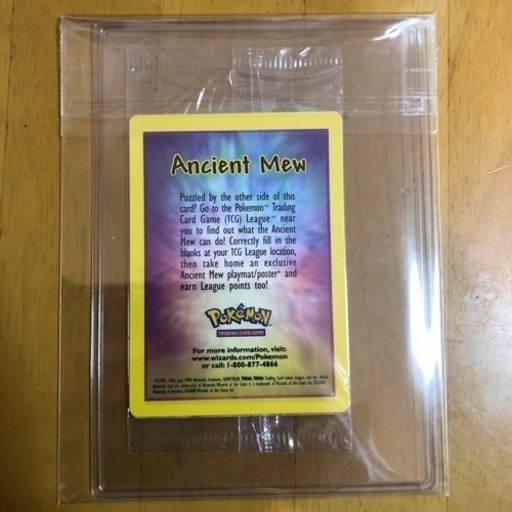 Ancient Mew
Puzzled by the other side of this
card? Go to the Pokémon™ Trading
Card Game (TCG) League™ near
you to find out what the Ancient
Mew can do! Correctly fill in the
blanks at your TCG League location,
then take home an exclusive
Ancient Mew playmat/poster* and
earn League points too!
POKéMON
TRADING CARD GAME
For more information, visit:
www.wizards.com/Pokemon
or call: 1-800-877-4866